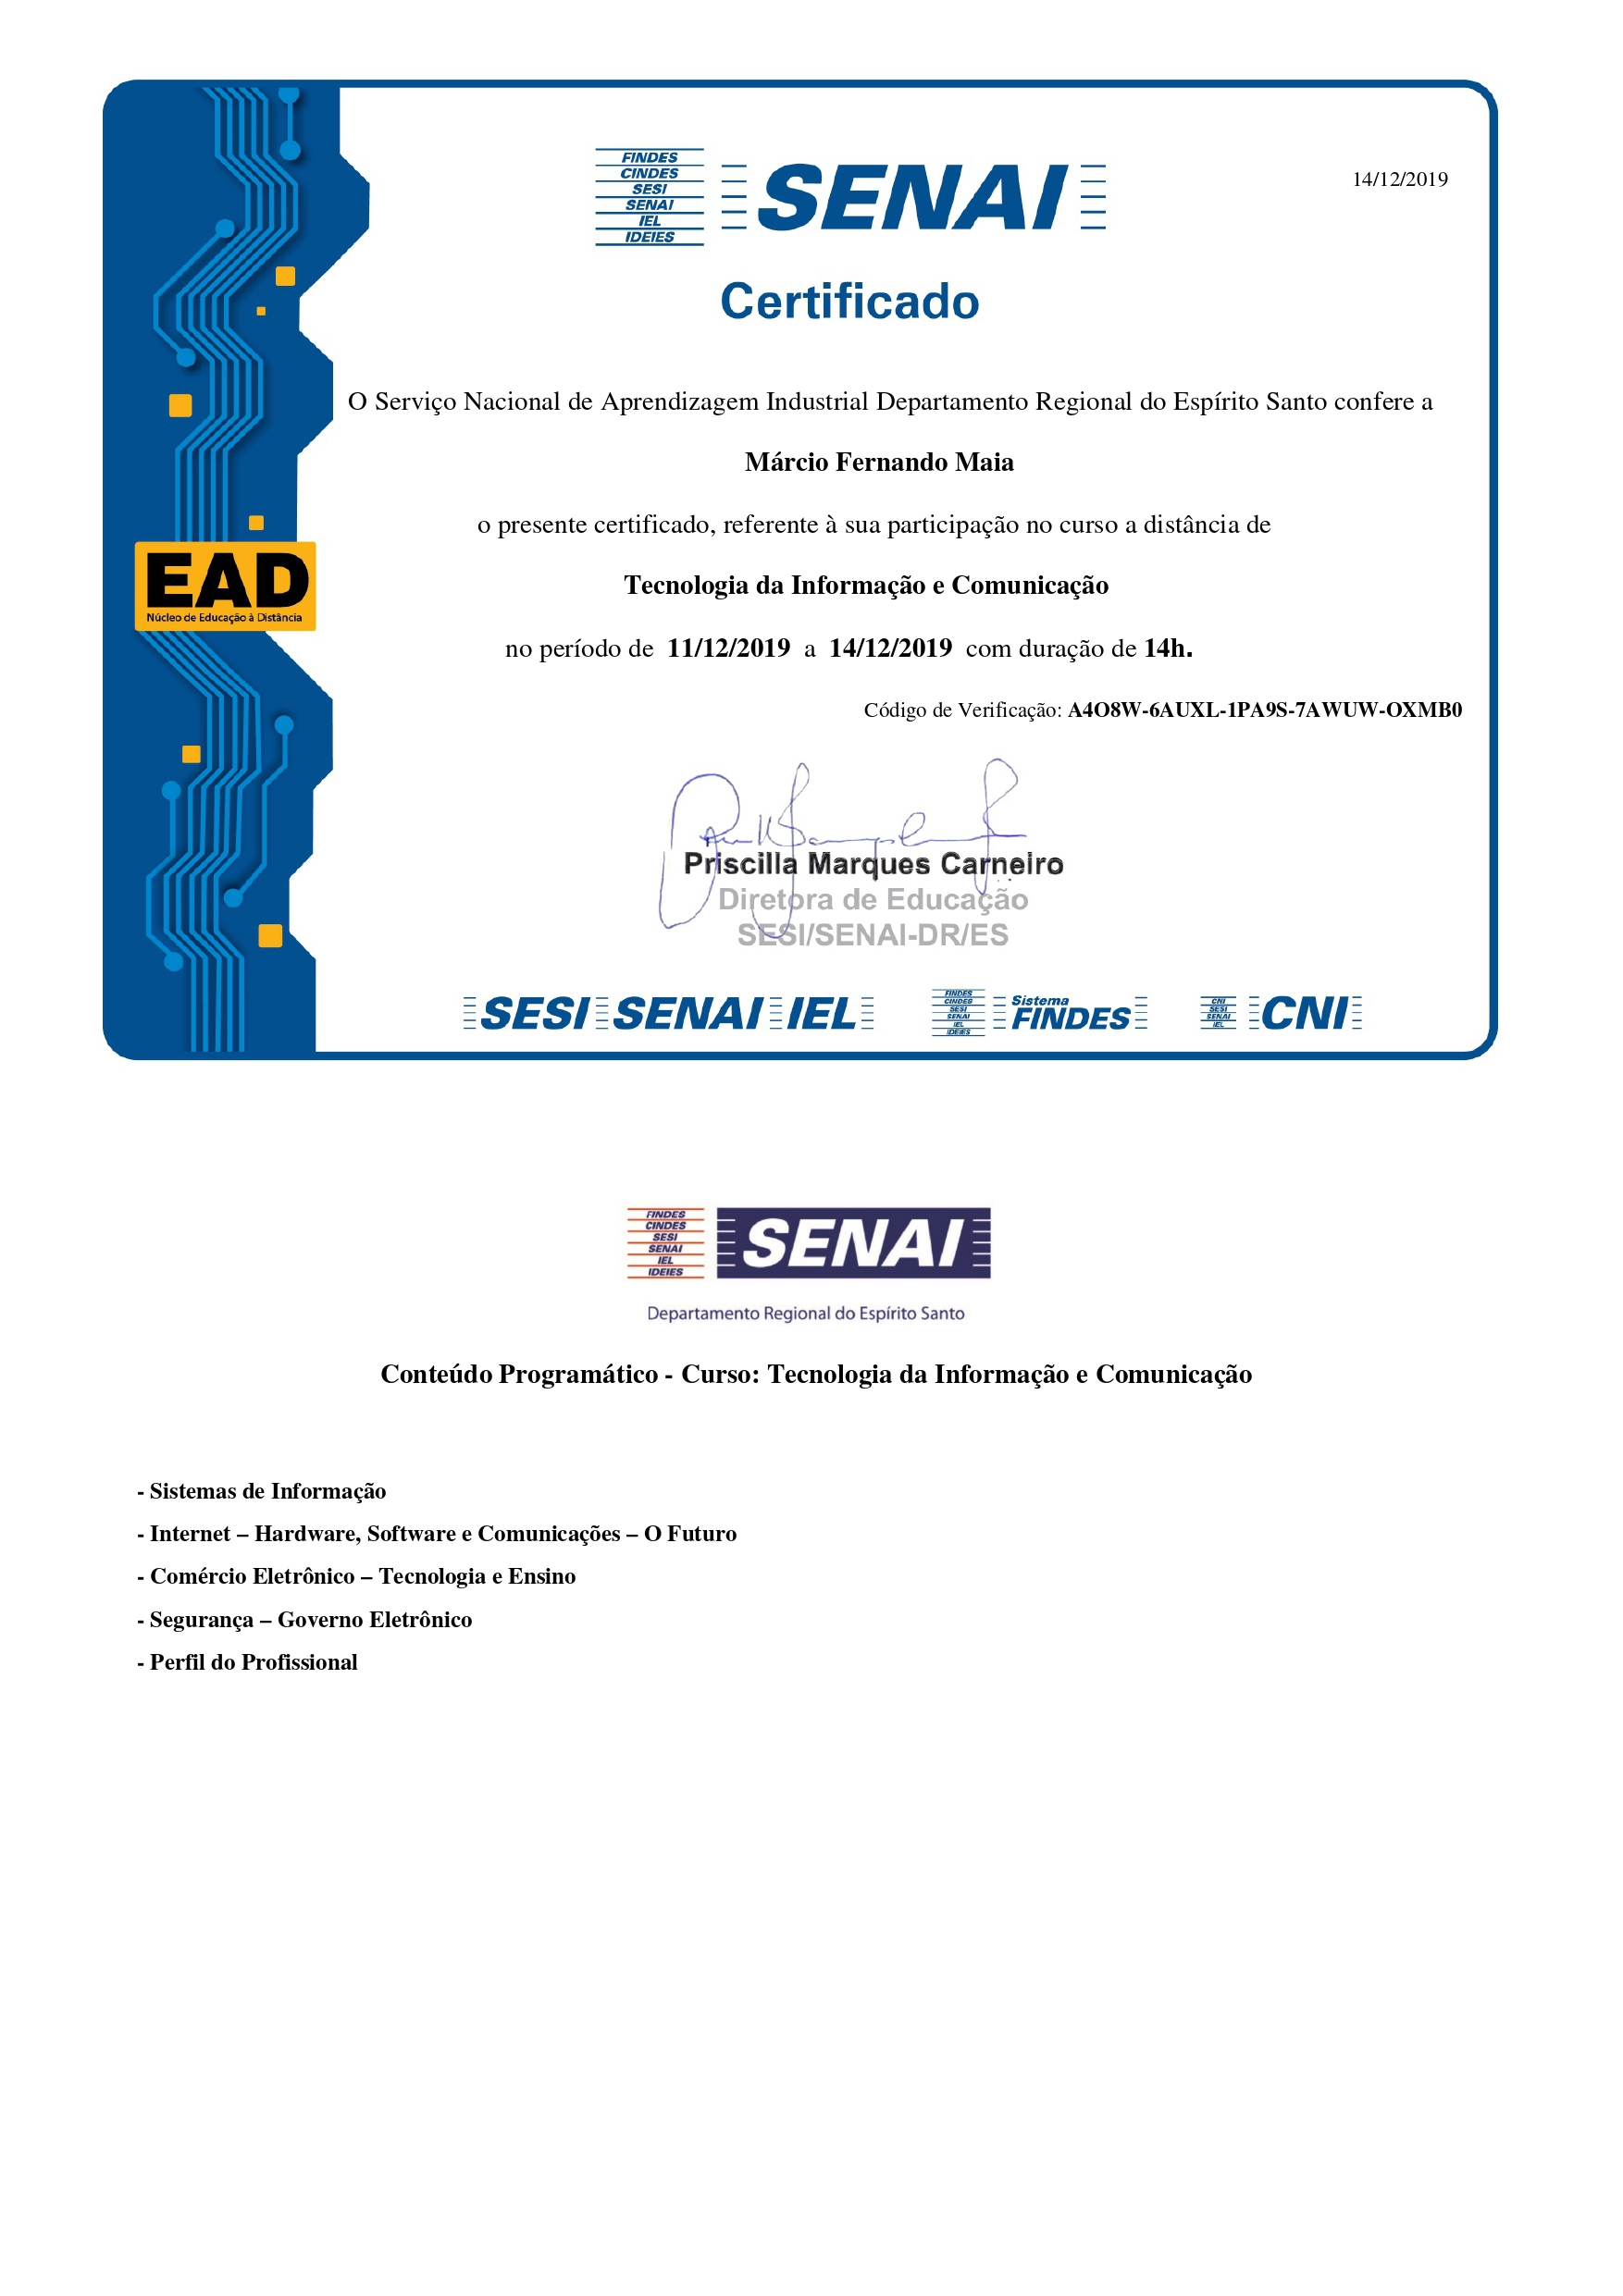 FINDES
CINDES
SESI
SENAI
IEL
IDEIES
SENAI
14/12/2019
Certificado
O Serviço Nacional de Aprendizagem Industrial Departamento Regional do Espírito Santo confere a
Márcio Fernando Maia
o presente certificado, referente à sua participação no curso a distância de
Tecnologia da Informação e Comunicação
no período de 11/12/2019 a 14/12/2019 com duração de 14h.
EAD
Núcleo de Educação à Distância
Código de Verificação: A4O8W-6AUXL-1PA9S-7AWUW-OXMB0
Priscilla Marques Carneiro
Diretora de Educação
SESI/SENAI-DR/ES
SESI SENAI IEL
FINDES
CINDES
SESI
SENAI
IEL
IDEIES
Sistema
FINDES
CNI
SESI
SENAI
IEL
CNI
FINDES
CINDES
SESI
SENAI
IEL
IDEIES
SENAI
Departamento Regional do Espírito Santo
Conteúdo Programático - Curso: Tecnologia da Informação e Comunicação
- Sistemas de Informação
- Internet – Hardware, Software e Comunicações – O Futuro
- Comércio Eletrônico – Tecnologia e Ensino
- Segurança – Governo Eletrônico
- Perfil do Profissional